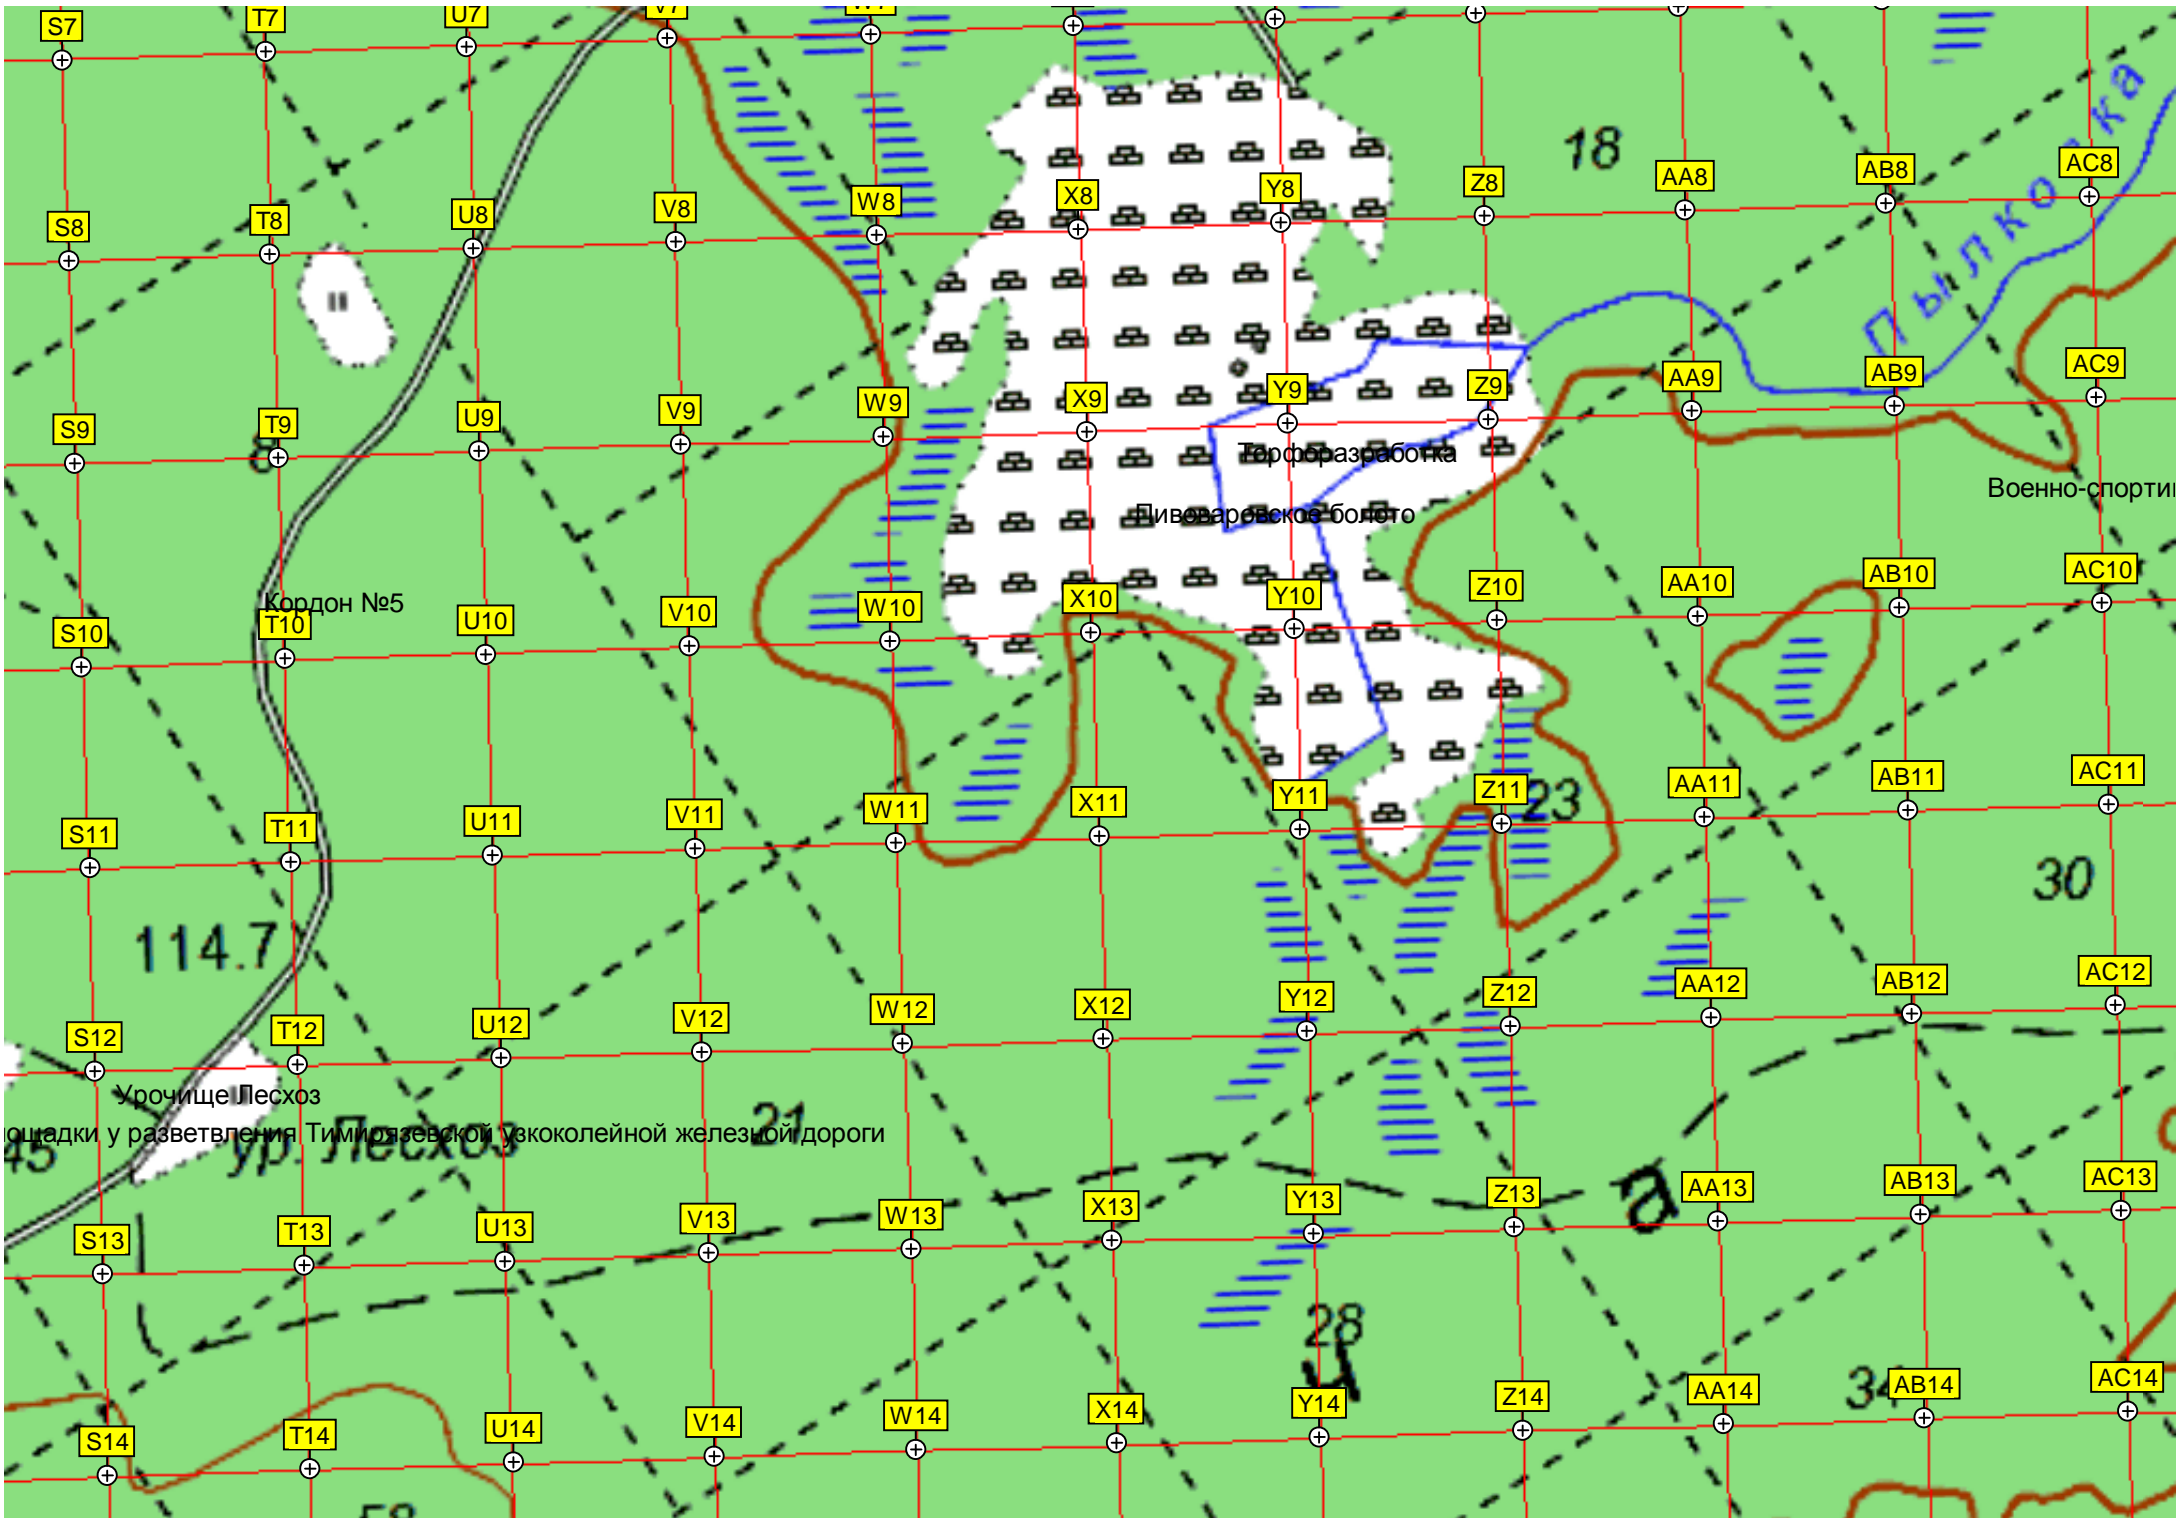 S7 T7 U7 V7 W7
18
Пылковка
S8 T8 U8 V8 W8 X8 Y8 Z8 AA8 AB8 AC8
S9 T9 U9 V9 W9 X9 Y9 Z9 AA9 AB9 AC9
8
Торфоразработка
Военно-спорти
Пивоваровское болото
Кордон №5
S10 T10 U10 V10 W10 X10 Y10 Z10 AA10 AB10 AC10
S11 T11 U11 V11 W11 X11 Y11 Z11 AA11 AB11 AC11
23
30
114.7
S12 T12 U12 V12 W12 X12 Y12 Z12 AA12 AB12 AC12
Урочище Лесхоз
21
ощадки у разветвления Тимирязевской узкоколейной железной дороги
45
ур. Лесхоз
а
S13 T13 U13 V13 W13 X13 Y13 Z13 AA13 AB13 AC13
28
ч
34
S14 T14 U14 V14 W14 X14 Y14 Z14 AA14 AB14 AC14
58